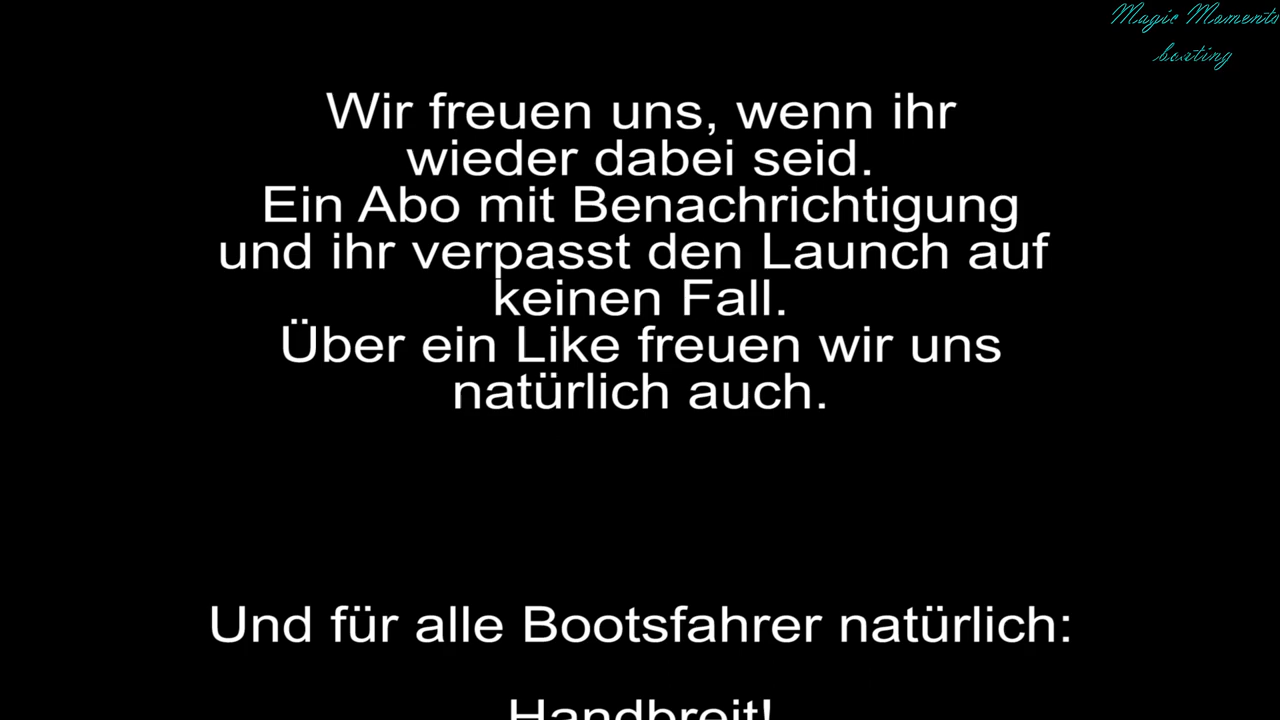 Magic Moments
boating
Wir freuen uns, wenn ihr
wieder dabei seid.
Ein Abo mit Benachrichtigung
und ihr verpasst den Launch auf
keinen Fall.
Über ein Like freuen wir uns
natürlich auch.
Und für alle Bootsfahrer natürlich:
Handbreit!